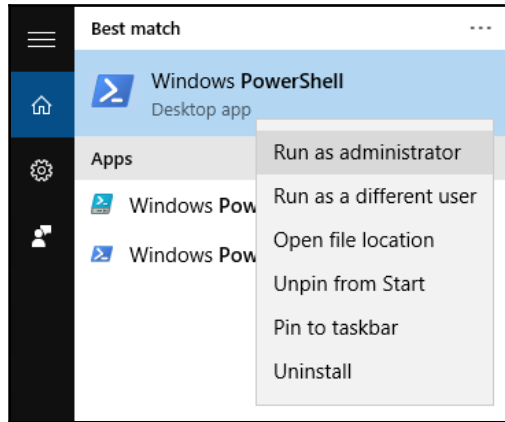 Best match
...
Windows PowerShell
Desktop app
Apps
Windows Pow
Windows Pow
Run as administrator
Run as a different user
Open file location
Unpin from Start
Pin to taskbar
Uninstall